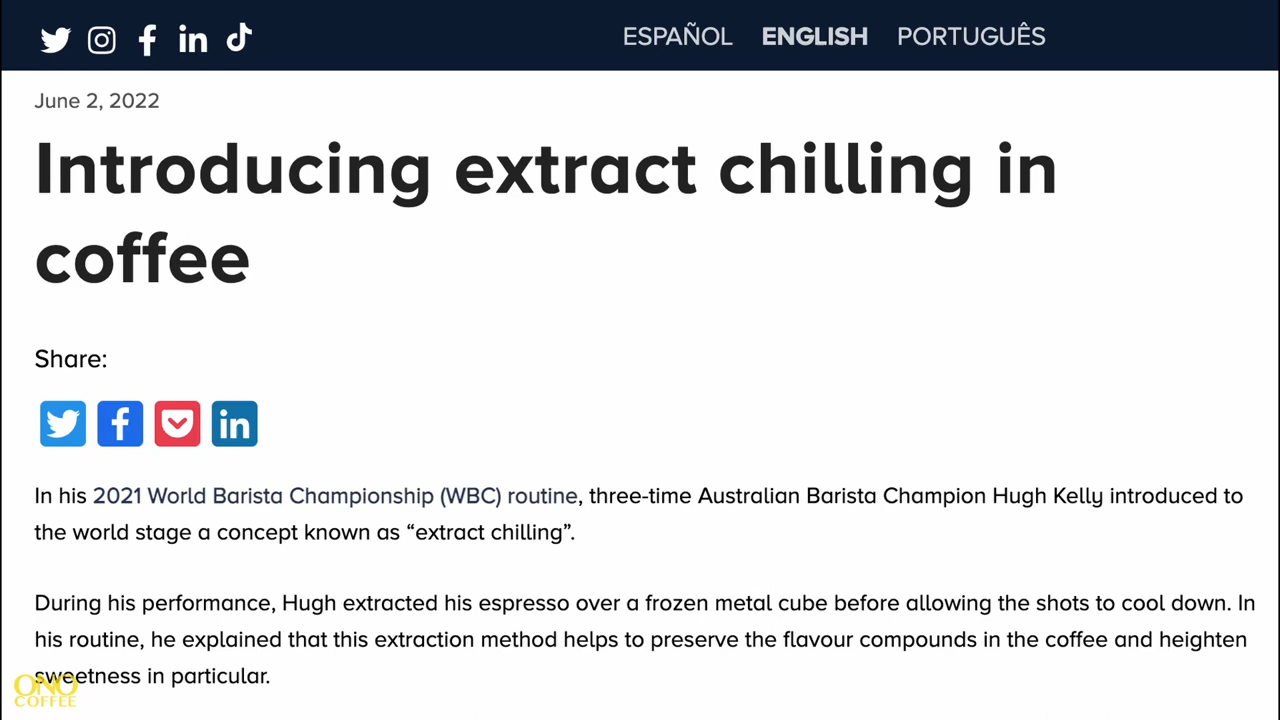 ESPAÑOL ENGLISH PORTUGUÊS
June 2, 2022
Introducing extract chilling in
coffee
Share:
In his 2021 World Barista Championship (WBC) routine, three-time Australian Barista Champion Hugh Kelly introduced to
the world stage a concept known as “extract chilling”.
During his performance, Hugh extracted his espresso over a frozen metal cube before allowing the shots to cool down. In
his routine, he explained that this extraction method helps to preserve the flavour compounds in the coffee and heighten
sweetness in particular.
ONO
COFFEE